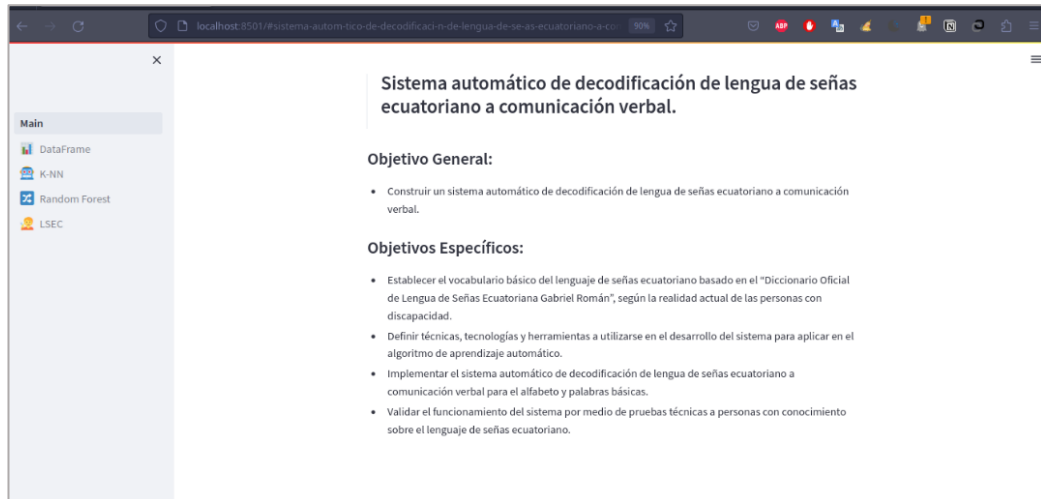 localhost:8501/#sistema-autom-tico-de-decodificaci-n-de-lengua-de-se-as-ecuatoriano-a-co
90%
ABP
Main
DataFrame
K-NN
Random Forest
LSEC
Sistema automático de decodificación de lengua de señas
ecuatoriano a comunicación verbal.
Objetivo General:
• Construir un sistema automático de decodificación de lengua de señas ecuatoriano a comunicación
verbal.
Objetivos Específicos:
• Establecer el vocabulario básico del lenguaje de señas ecuatoriano basado en el “Diccionario Oficial
de Lengua de Señas Ecuatoriana Gabriel Román”, según la realidad actual de las personas con
discapacidad.
• Definir técnicas, tecnologías y herramientas a utilizarse en el desarrollo del sistema para aplicar en el
algoritmo de aprendizaje automático.
• Implementar el sistema automático de decodificación de lengua de señas ecuatoriano a
comunicación verbal para el alfabeto y palabras básicas.
• Validar el funcionamiento del sistema por medio de pruebas técnicas a personas con conocimiento
sobre el lenguaje de señas ecuatoriano.